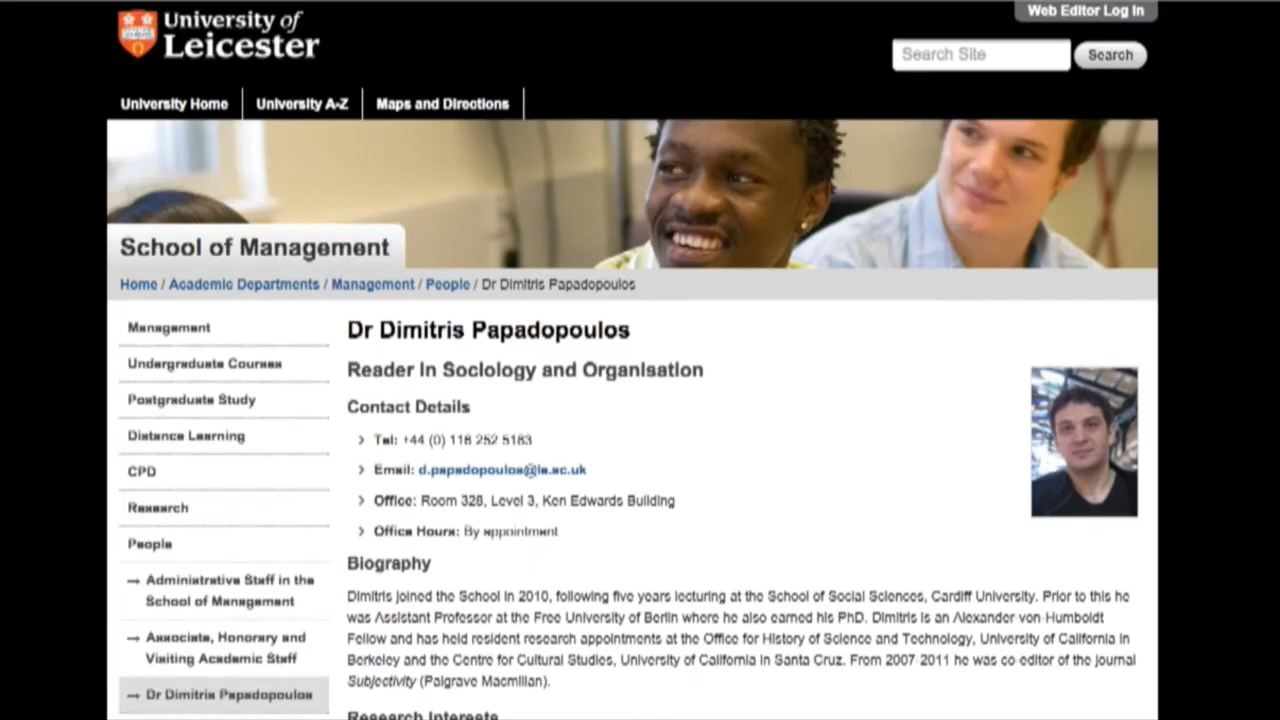 University of
Leicester
Web Editor Log In
Search Site
Search
University Home
University A-Z
Maps and Directions
School of Management
Home / Academic Departments / Management / People / Dr Dimitris Papadopoulos
Management
Undergraduate Courses
Postgraduate Study
Distance Learning
CPD
Research
People
→ Administrative Staff in the
School of Management
→ Associate, Honorary and
Visiting Academic Staff
→ Dr Dimitris Papadopoulos
Dr Dimitris Papadopoulos
Reader in Sociology and Organisation
Contact Details
> Tel: +44 (0) 116 252 5183
> Email: d.papadopoulos@le.ac.uk
> Office: Room 328, Level 3, Ken Edwards Building
> Office Hours: By appointment
Biography
Dimitris joined the School in 2010, following five years lecturing at the School of Social Sciences, Cardiff University. Prior to this he
was Assistant Professor at the Free University of Berlin where he also earned his PhD. Dimitris is an Alexander-von-Humboldt
Fellow and has held resident research appointments at the Office for History of Science and Technology, University of California in
Berkeley and the Centre for Cultural Studies, University of California in Santa Cruz. From 2007-2011 he was co-editor of the journal
Subjectivity (Palgrave Macmillan).
Research Interests